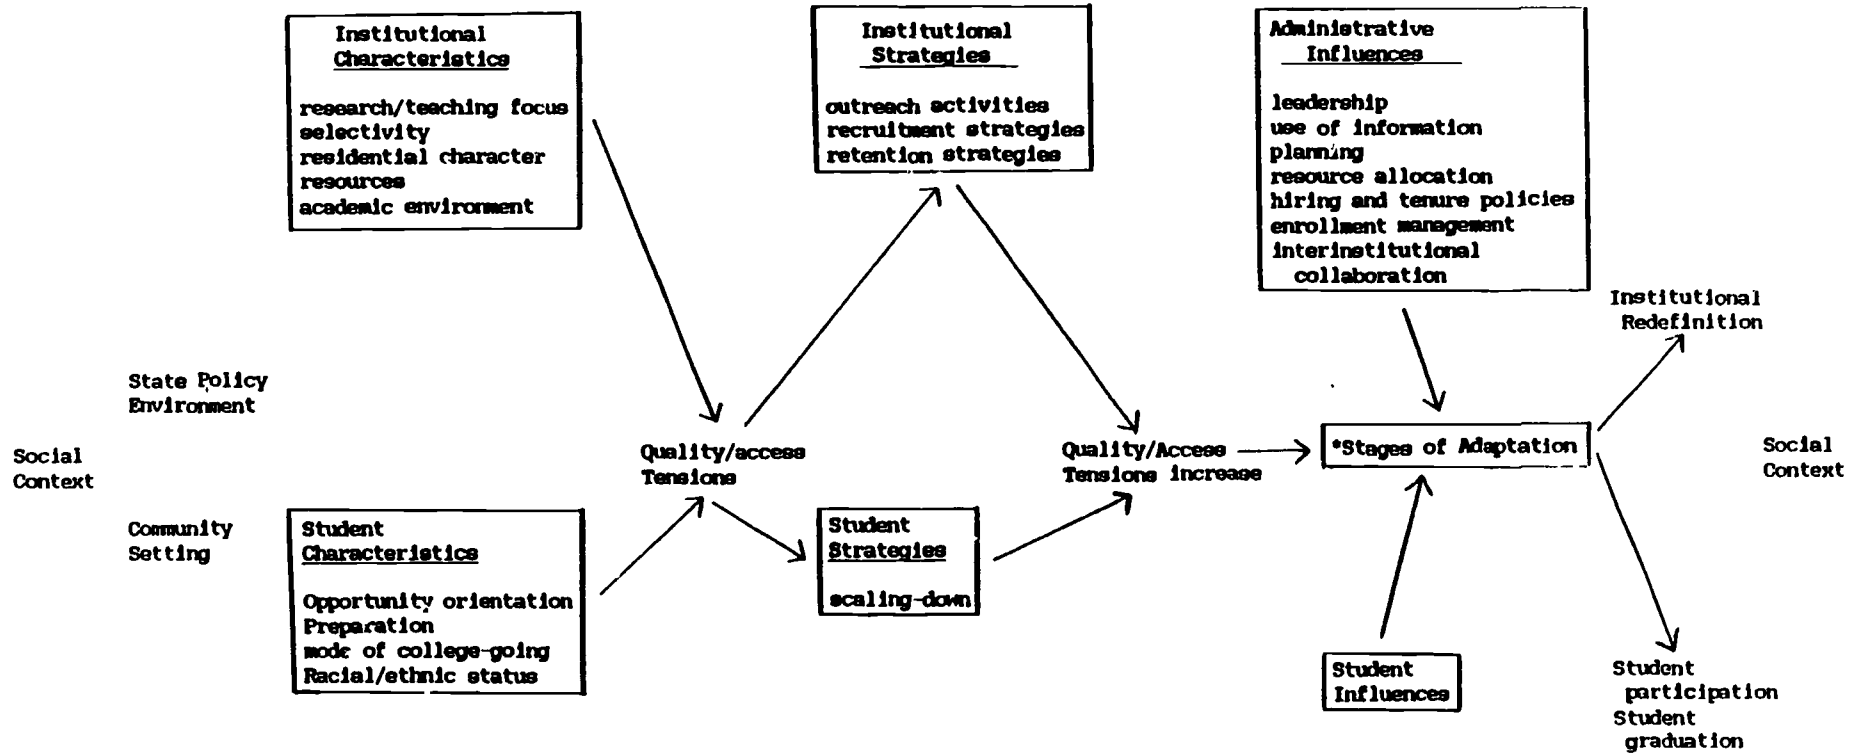 Institutional
Characteristics
research/teaching focus
selectivity
residential character
resources
academic environment
Institutional
Strategies
outreach activities
recruitment strategies
retention strategies
Administrative
Influences
leadership
use of information
planning
resource allocation
hiring and tenure policies
enrollment management
interinstitutional
collaboration
Institutional
Redefinition
State Policy
Environment
Social
Context
Community
Setting
Quality/access
Tensions
Quality/Access
Tensions increase
*Stages of Adaptation
Social
Context
Student
Characteristics
Opportunity orientation
Preparation
mode of college-going
Racial/ethnic status
Student
Strategies
scaling-down
Student
Influences
Student
participation
Student
graduation